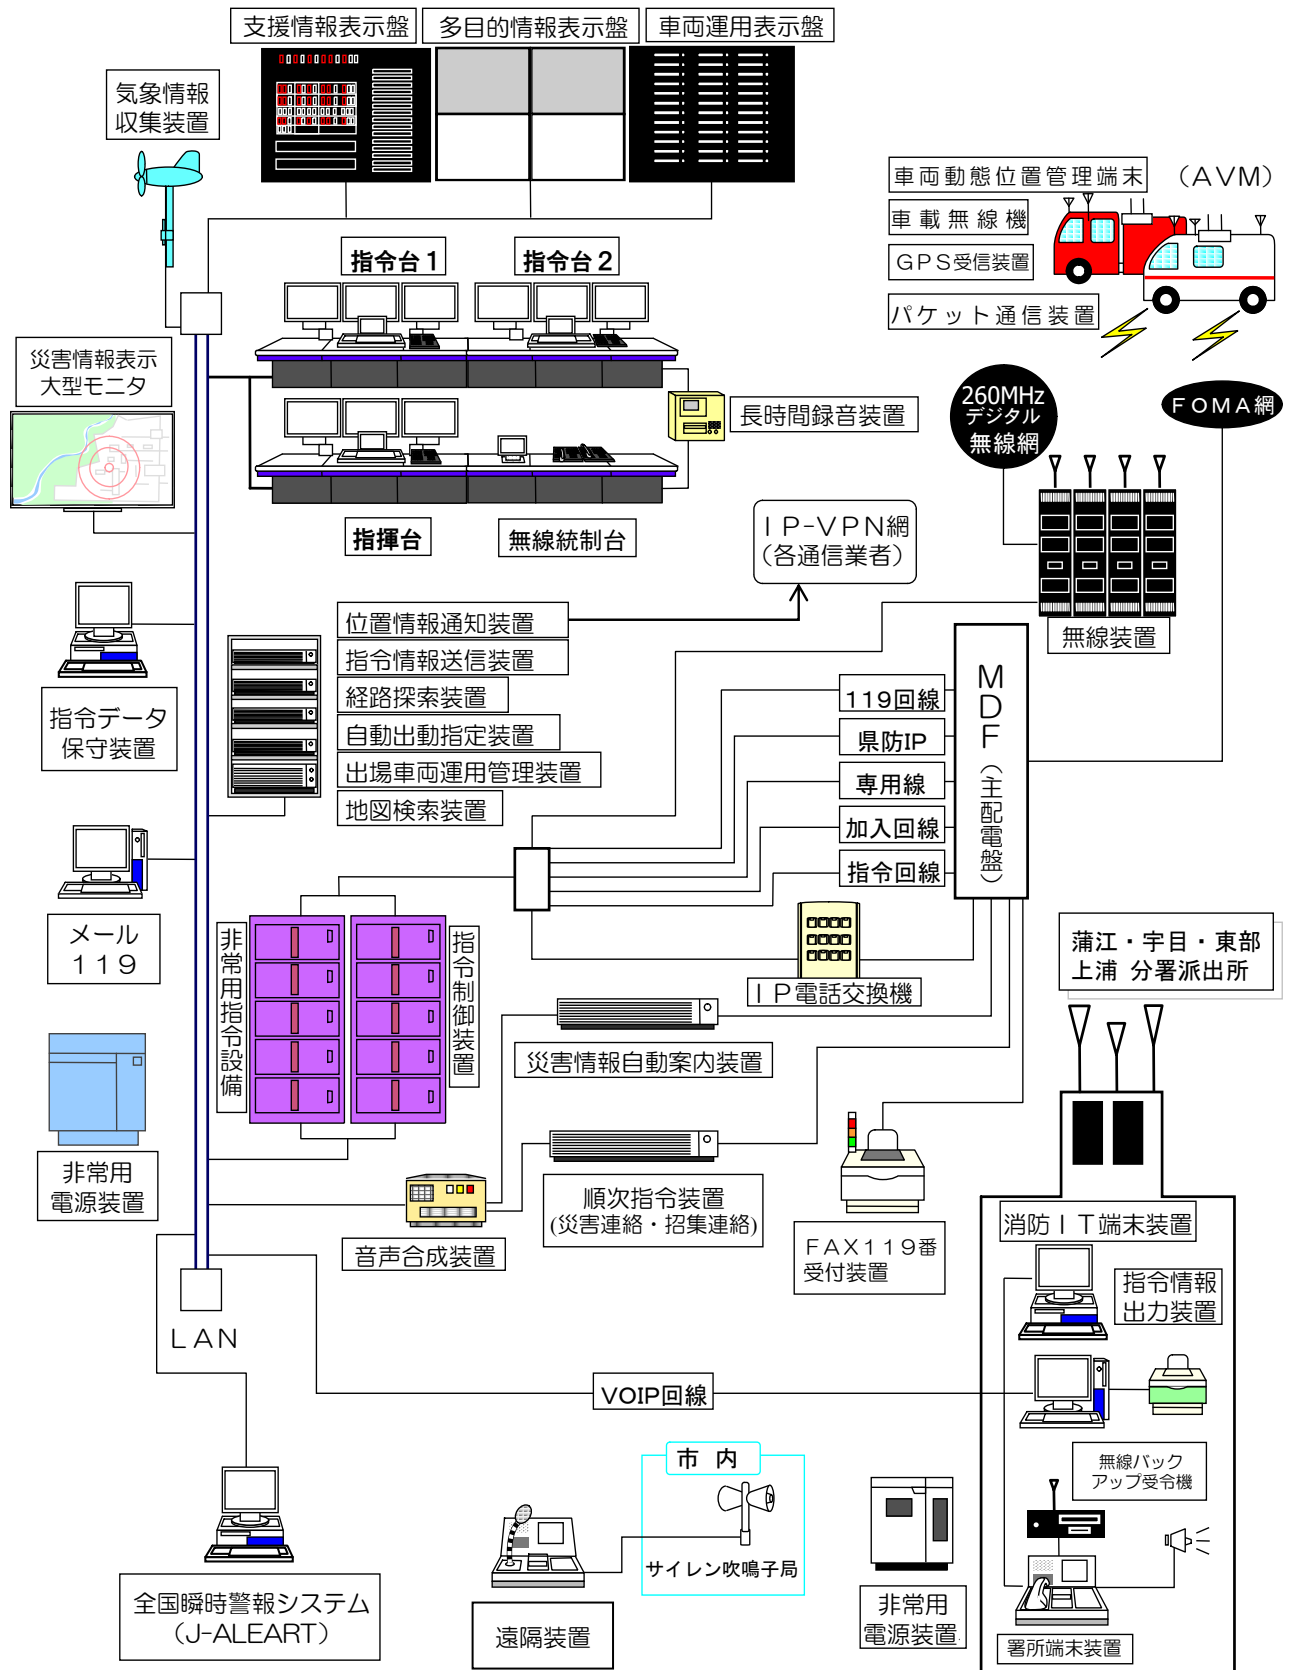 支援情報表示盤
多目的情報表示盤
車両運用表示盤
気象情報
収集装置
車両動態位置管理端末
（ＡＶＭ）
車載無線機
ＧＰＳ受信装置
パケット通信装置
指令台１
指令台２
災害情報表示
大型モニタ
260MHz
デジタル
無線網
ＦＯＭＡ網
長時間録音装置
指揮台
無線統制台
ＩＰ-ＶＰＮ網
（各通信業者）
無線装置
位置情報通知装置
指令情報送信装置
経路探索装置
自動出動指定装置
出場車両運用管理装置
地図検索装置
指令データ
保守装置
119回線
県防IP
専用線
加入回線
指令回線
ＭＤＦ（主配電盤）
メール
１１９
非常用指令設備
指令制御装置
ＩＰ電話交換機
蒲江・宇目・東部
上浦 分署派出所
災害情報自動案内装置
非常用
電源装置
順次指令装置
(災害連絡・招集連絡)
音声合成装置
ＦＡＸ１１９番
受付装置
消防ＩＴ端末装置
指令情報
出力装置
ＬＡＮ
VOIP回線
無線バック
アップ受令機
市 内
サイレン吹鳴子局
全国瞬時警報システム
（J-ALEART）
遠隔装置
非常用
電源装置
署所端末装置